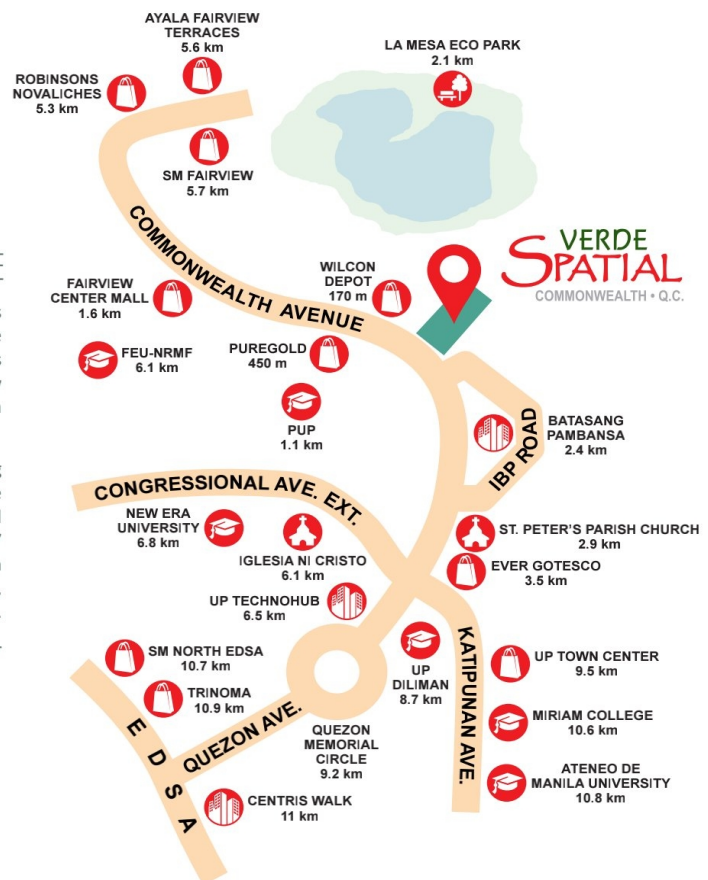 AYALA FAIRVIEW
TERRACES
5.6 km
LA MESA ECO PARK
2.1 km
ROBINSONS
NOVALICHES
5.3 km
SM FAIRVIEW
5.7 km
VERDE
SPATIAL
COMMONWEALTH • Q.C.
WILCON
DEPOT
170 m
COMMONWEALTH AVENUE
FAIRVIEW
CENTER MALL
1.6 km
PUREGOLD
450 m
FEU-NRMF
6.1 km
PUP
1.1 km
BATASANG
PAMBANSA
2.4 km
IBP ROAD
CONGRESSIONAL AVE. EXT.
NEW ERA
UNIVERSITY
6.8 km
IGLESIA NI CRISTO
6.1 km
ST. PETER'S PARISH CHURCH
2.9 km
EVER GOTESCO
3.5 km
UP TECHNOHUB
6.5 km
SM NORTH EDSA
10.7 km
TRINOMA
10.9 km
UP
DILIMAN
8.7 km
KATIPUNAN AVE.
UP TOWN CENTER
9.5 km
MIRIAM COLLEGE
10.6 km
ATENEO DE
MANILA UNIVERSITY
10.8 km
QUEZON AVE.
QUEZON
MEMORIAL
CIRCLE
9.2 km
EDSA
CENTRIS WALK
11 km